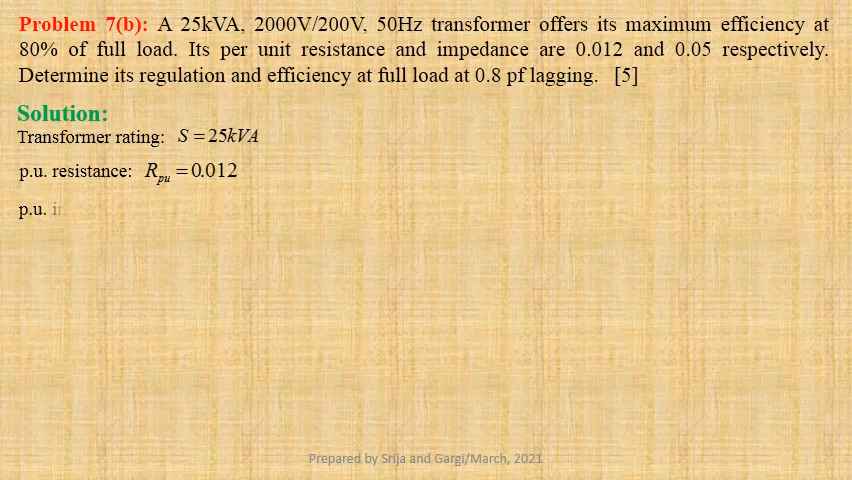 Problem 7(b): A 25kVA, 2000V/200V, 50Hz transformer offers its maximum efficiency at
80% of full load. Its per unit resistance and impedance are 0.012 and 0.05 respectively.
Determine its regulation and efficiency at full load at 0.8 pf lagging. [5]
Solution:
Transformer rating: S = 25kVA
p.u. resistance: Rpu = 0.012
p.u.
Prepared by Srija and Gargi/March, 2021